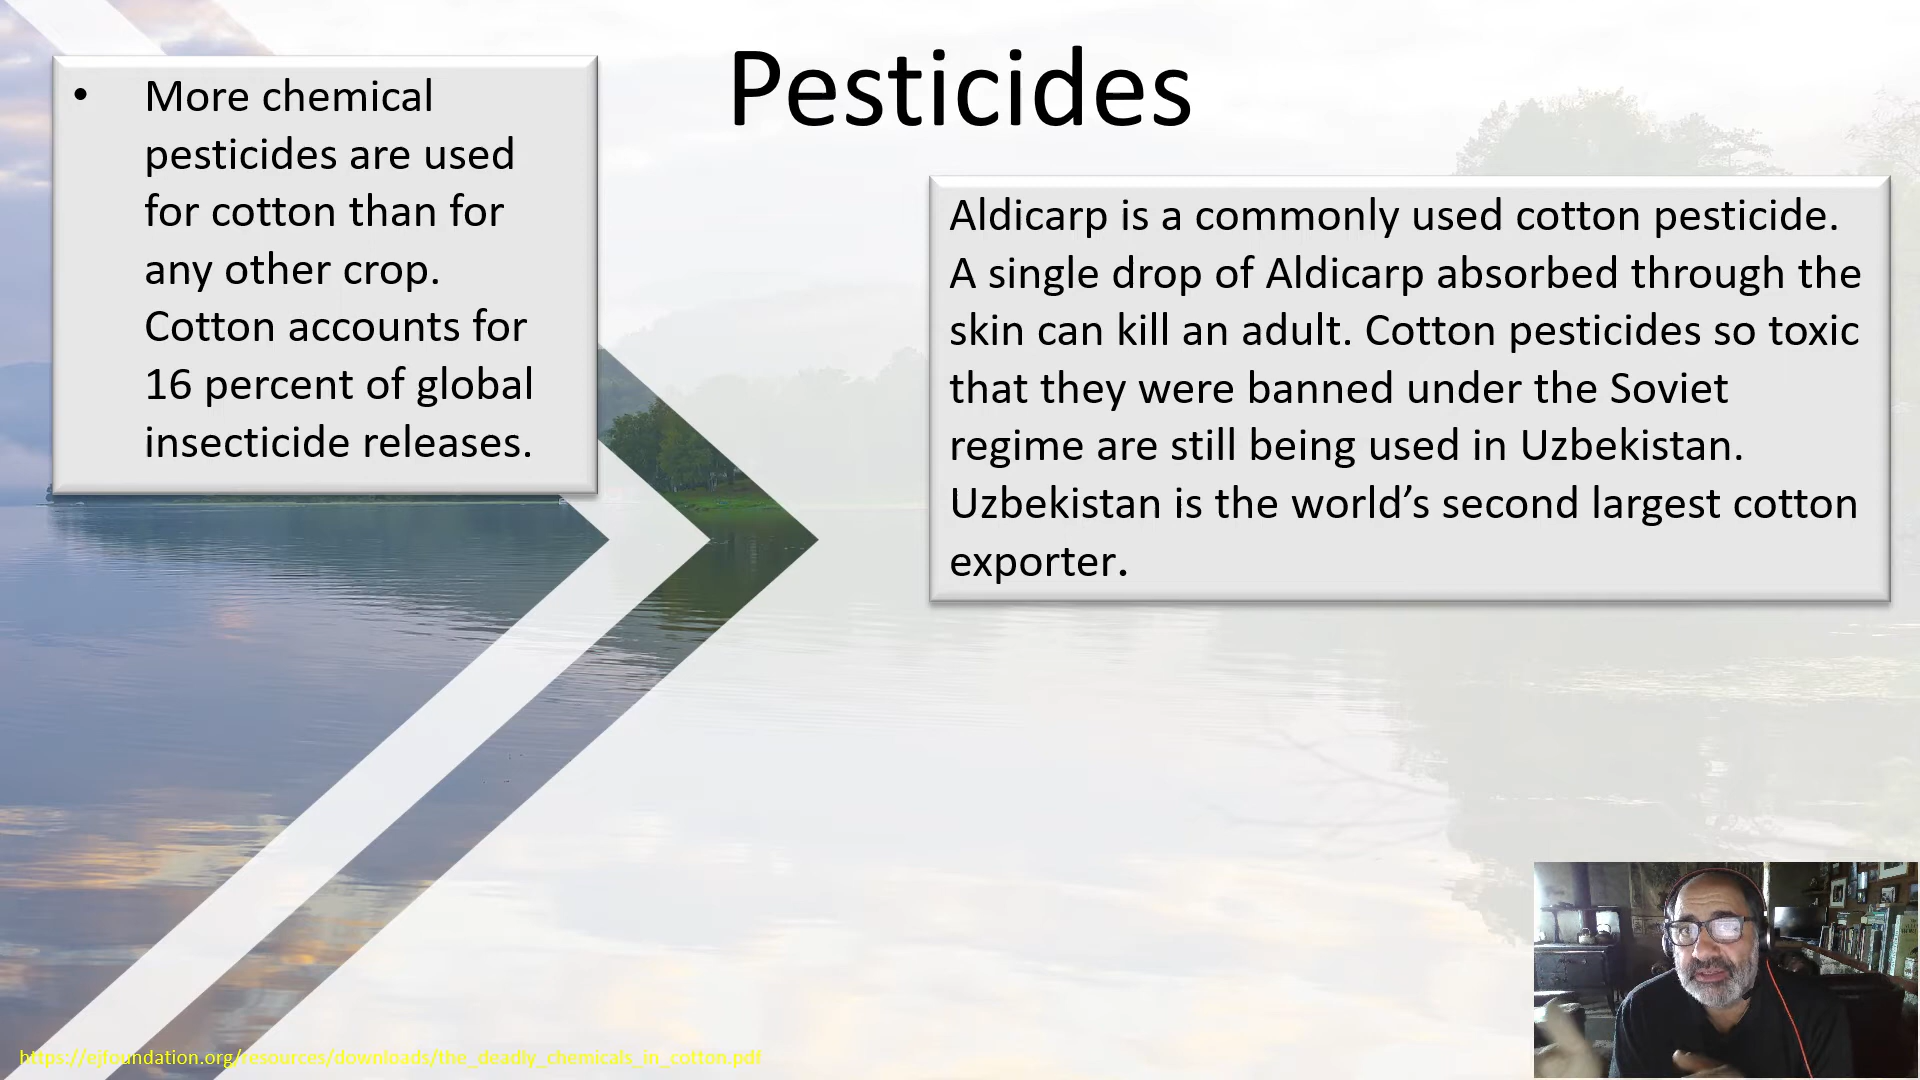 Pesticides
• More chemical
pesticides are used
for cotton than for
any other crop.
Cotton accounts for
16 percent of global
insecticide releases.
Aldicarp is a commonly used cotton pesticide.
A single drop of Aldicarp absorbed through the
skin can kill an adult. Cotton pesticides so toxic
that they were banned under the Soviet
regime are still being used in Uzbekistan.
Uzbekistan is the world’s second largest cotton
exporter.
https://ejfoundation.org/resources/downloads/the_deadly_chemicals_in_cotton.pdf